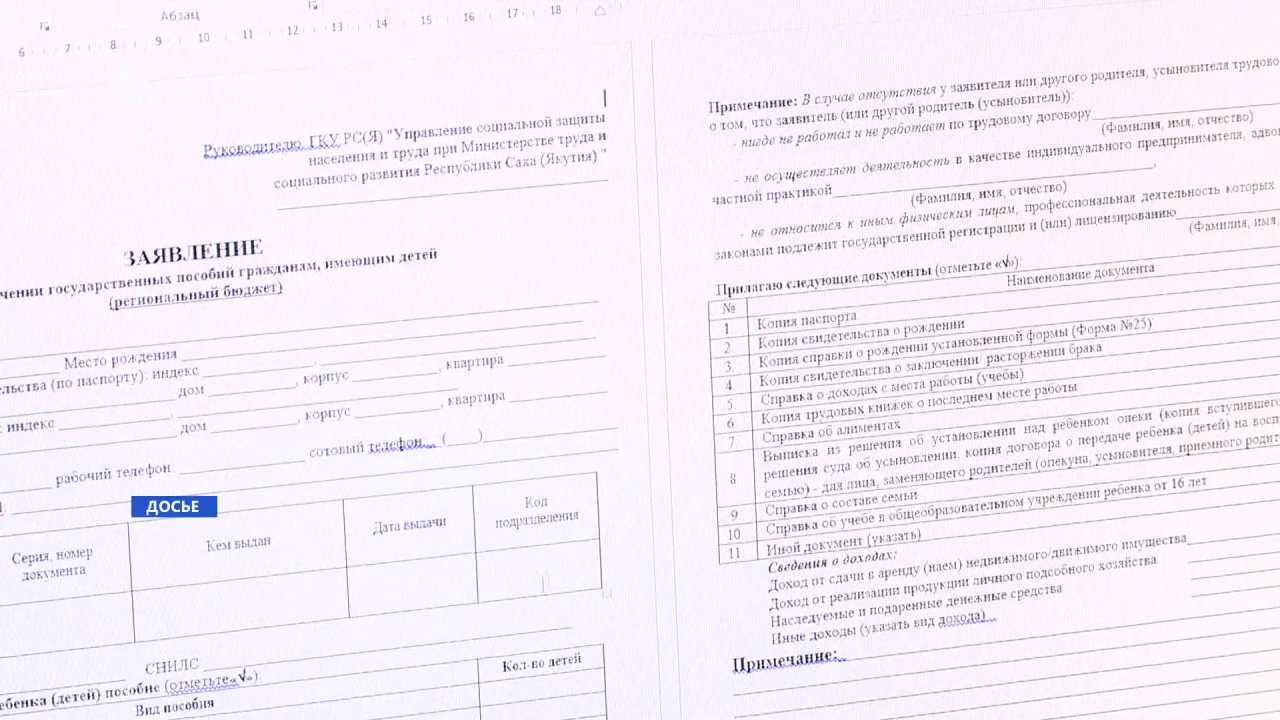 Абзац
6 7 8 9 10 11 12 13 14 15 16 17 18
Руководителю ГКУ РС(Я) "Управление социальной защиты
населения и труда при Министерстве труда и
социального развития Республики Саха (Якутия) "
ЗАЯВЛЕНИЕ
чении государственных пособий гражданам, имеющим детей
(региональный бюджет)
Место рождения
ельства (по паспорту): индекс
дом , корпус , квартира
: индекс
дом , корпус , квартира
рабочий телефон: сотовый телефон ( )
ДОСЬЕ
Серия, номер документа
Кем выдан
Дата выдачи
Код подразделения
СНИЛС
ебенка (детей) пособие (отметьте «√»):
Вид пособия
Кол-во детей
Примечание: В случае отсутствия у заявителя или другого родителя, усыновителя трудово
о том, что заявитель (или другой родитель (усыновитель)):
- нигде не работал и не работает по трудовому договору
(Фамилия, имя, отчество)
- не осуществляет деятельность в качестве индивидуального предпринимателя, адвок
частной практикой ,
(Фамилия, имя, отчество)
- не относится к иным физическим лицам, профессиональная деятельность которых
законами подлежит государственной регистрации и (или) лицензированию
(Фамилия, имя,
Прилагаю следующие документы (отметьте «√»):
№ Наименование документа
1 Копия паспорта
2 Копия свидетельства о рождении
3. Копия справки о рождении установленной формы (Форма №25)
4. Копия свидетельства о заключении/ расторжении брака
5. Справка о доходах с места работы (учебы)
6. Копия трудовых книжек о последнем месте работы
7. Справка об алиментах
8. Выписка из решения об установлении над ребенком опеки (копия вступившего
решения суда об усыновлении, копия договора о передаче ребенка (детей) на восп
семью) - для лица, заменяющего родителей (опекуна, усыновителя, приемного родит
9 Справка о составе семьи
10. Справка об учебе в общеобразовательном учреждении ребенка от 16 лет
11 Иной документ (указать)
Сведения о доходах:
Доход от сдачи в аренду (наем) недвижимого/движимого имущества
Доход от реализации продукции личного подсобного хозяйства
Наследуемые и подаренные денежные средства
Иные доходы (указать вид дохода)
Примечание: